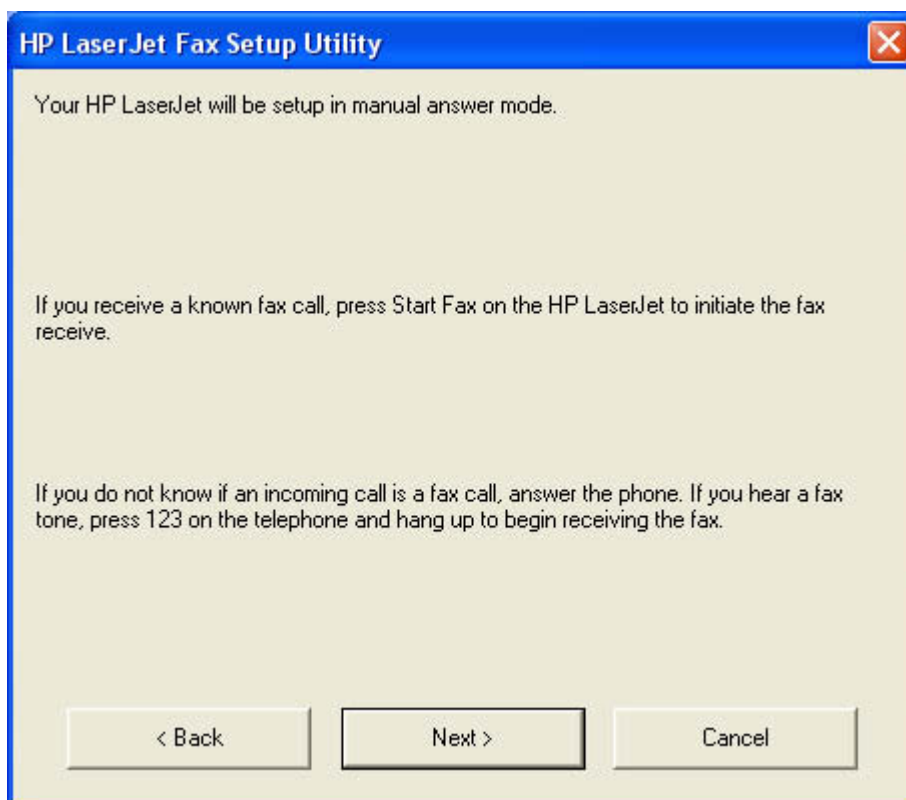 HP LaserJet Fax Setup Utility
Your HP LaserJet will be setup in manual answer mode.
If you receive a known fax call, press Start Fax on the HP LaserJet to initiate the fax
receive.
If you do not know if an incoming call is a fax call, answer the phone. If you hear a fax
tone, press 123 on the telephone and hang up to begin receiving the fax.
< Back
Next >
Cancel